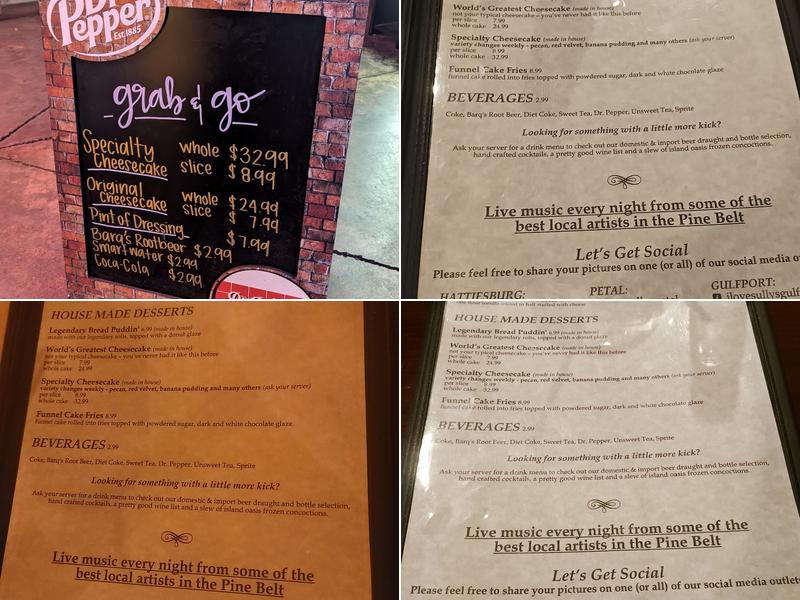 Dr Pepper
Est. 1885
grab & go
Specialty Cheesecake whole $32.99
slice $8.99
Original Cheesecake whole $24.99
slice $7.99
Pint of Dressing $7.99
Barq's Rootbeer $2.99
Smartwater $2.99
Coca-Cola $2.99
World's Greatest Cheesecake (made in house)
not your typical cheesecake – you've never had it like this before
per slice 7.99
whole cake 24.99
Specialty Cheesecake (made in house)
variety changes weekly - pecan, red velvet, banana pudding and many others (ask your server)
per slice 8.99
whole cake 32.99
Funnel Cake Fries 8.99
funnel cake rolled into fries topped with powdered sugar, dark and white chocolate glaze
BEVERAGES 2.99
Coke, Barq's Root Beer, Diet Coke, Sweet Tea, Dr. Pepper, Unsweet Tea, Sprite
Looking for something with a little more kick?
Ask your server for a drink menu to check out our domestic & import beer draught and bottle selection,
hand crafted cocktails, a pretty good wine list and a slew of island oasis frozen concoctions.
Live music every night from some of the
best local artists in the Pine Belt
Let's Get Social
Please feel free to share your pictures on one (or all) of our social media o
HATTIESBURG: PETAL: GULFPORT:
ilovesullysgulf
HOUSE MADE DESSERTS
Legendary Bread Puddin' 6.99 (made in house)
made with our legendary rolls, topped with a donut glaze
World's Greatest Cheesecake (made in house)
not your typical cheesecake – you've never had it like this before
per slice 7.99
whole cake 24.99
Specialty Cheesecake (made in house)
variety changes weekly - pecan, red velvet, banana pudding and many others (ask your server)
per slice 8.99
whole cake 32.99
Funnel Cake Fries 8.99
funnel cake rolled into fries topped with powdered sugar, dark and white chocolate glaze
BEVERAGES 2.99
Coke, Barq's Root Beer, Diet Coke, Sweet Tea, Dr. Pepper, Unsweet Tea, Sprite
Looking for something with a little more kick?
Ask your server for a drink menu to check out our domestic & import beer draught and bottle selection,
hand crafted cocktails, a pretty good wine list and a slew of island oasis frozen concoctions.
Live music every night from some of the
best local artists in the Pine Belt
HOUSE MADE DESSERTS
Legendary Bread Puddin' 6.99 (made in house)
made with our legendary rolls, topped with a donut glaze
World's Greatest Cheesecake (made in house)
not your typical cheesecake – you've never had it like this before
per slice 7.99
whole cake 24.99
Specialty Cheesecake (made in house)
variety changes weekly - pecan, red velvet, banana pudding and many others (ask your server)
per slice 8.99
whole cake 32.99
Funnel Cake Fries 8.99
funnel cake rolled into fries topped with powdered sugar, dark and white chocolate glaze
BEVERAGES 2.99
Coke, Barq's Root Beer, Diet Coke, Sweet Tea, Dr. Pepper, Unsweet Tea, Sprite
Looking for something with a little more kick?
Ask your server for a drink menu to check out our domestic & import beer draught and bottle selection,
hand crafted cocktails, a pretty good wine list and a slew of island oasis frozen concoctions.
Live music every night from some of the
best local artists in the Pine Belt
Let's Get Social
Please feel free to share your pictures on one (or all) of our social media outlets